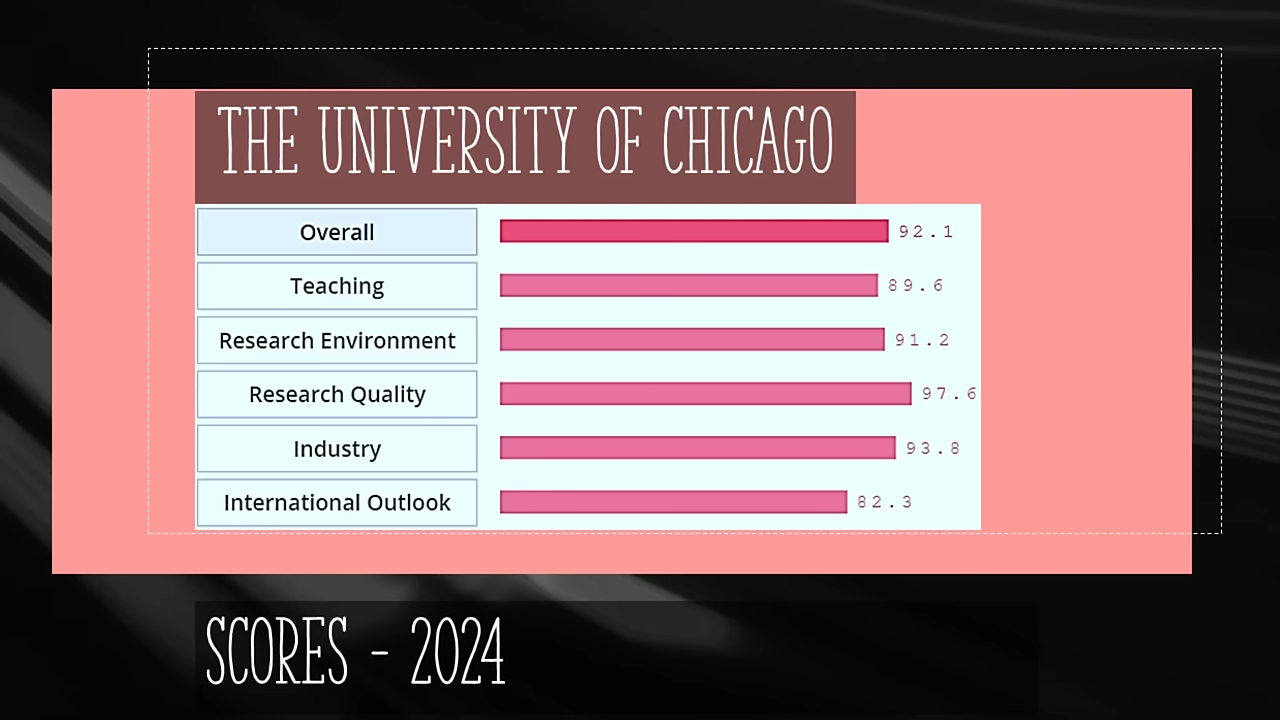 THE UNIVERSITY OF CHICAGO
Overall 92.1
Teaching 89.6
Research Environment 91.2
Research Quality 97.6
Industry 93.8
International Outlook 82.3
SCORES - 2024